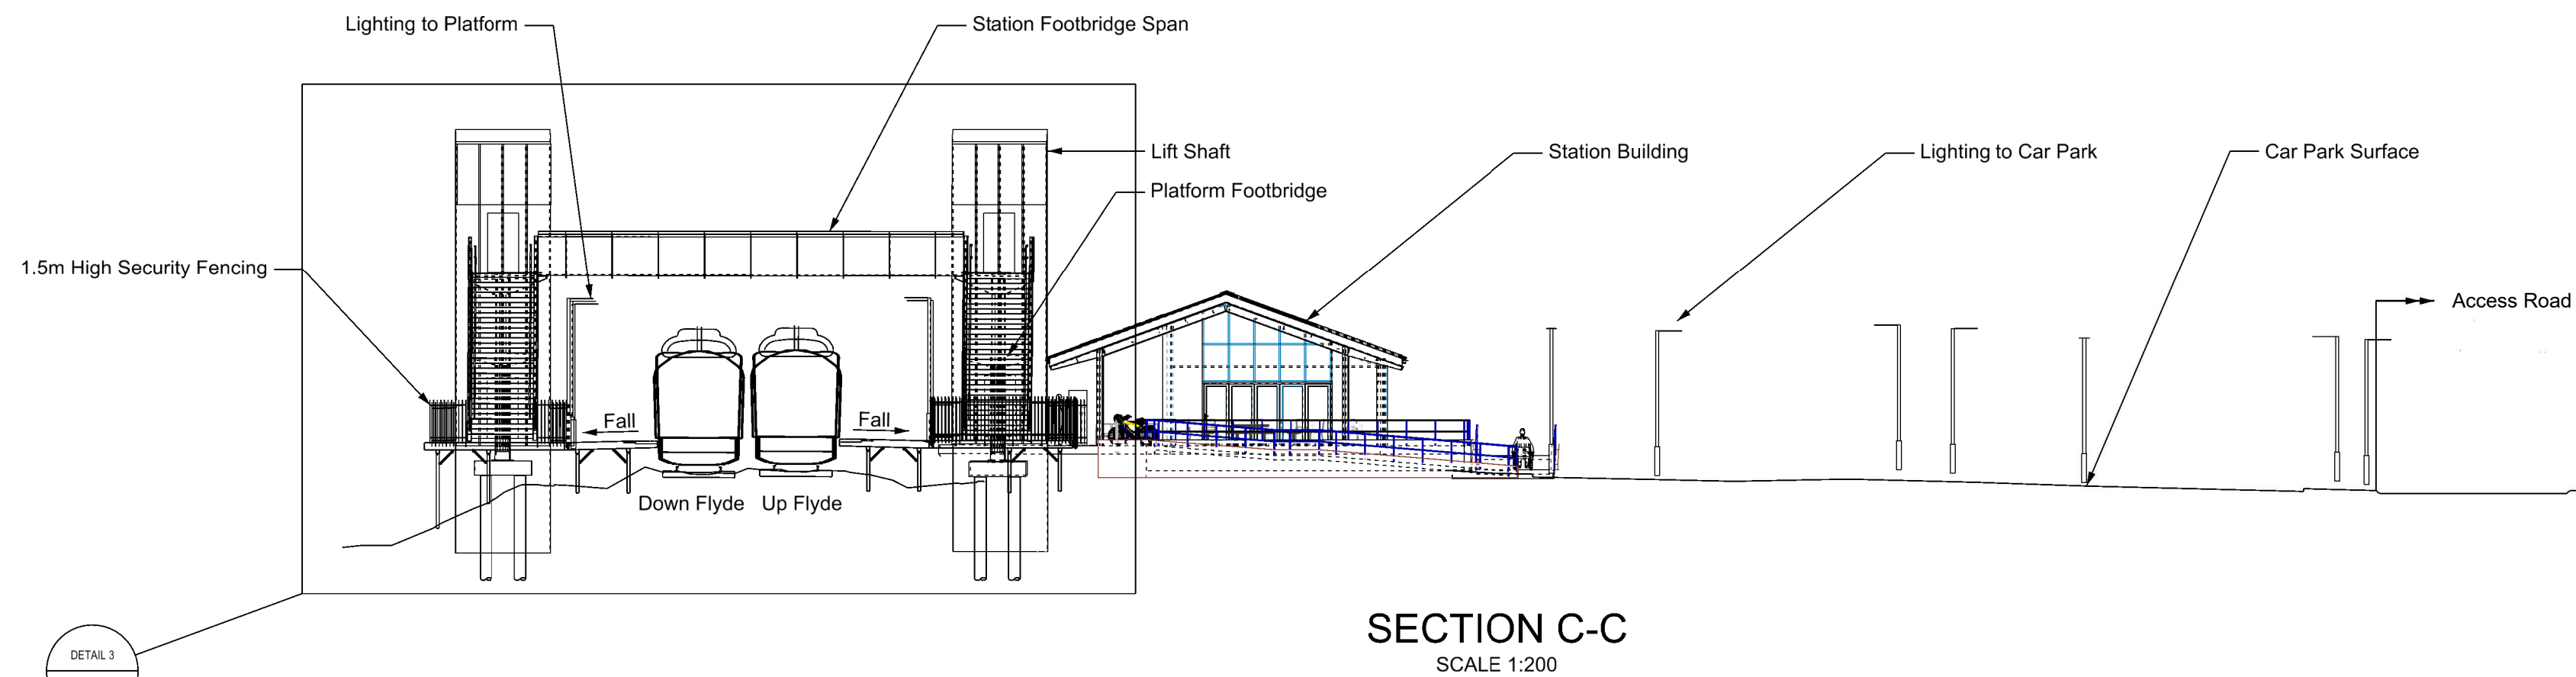 Lighting to Platform
Station Footbridge Span
Lift Shaft
Station Building
Lighting to Car Park
Car Park Surface
Platform Footbridge
1.5m High Security Fencing
Access Road
Fall
Fall
Down Flyde
Up Flyde
SECTION C-C
SCALE 1:200
DETAIL 3